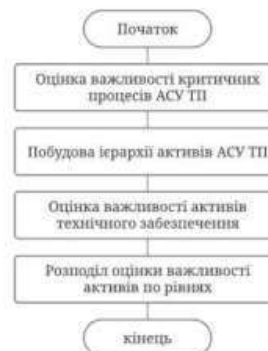 Початок
Оцінка важливості критичних
процесів АСУ ТП
Побудова ієрархії активів АСУ ТП
Оцінка важливості активів
технічного забезпечення
Розподіл оцінки важливості
активів по рівнях
кінець